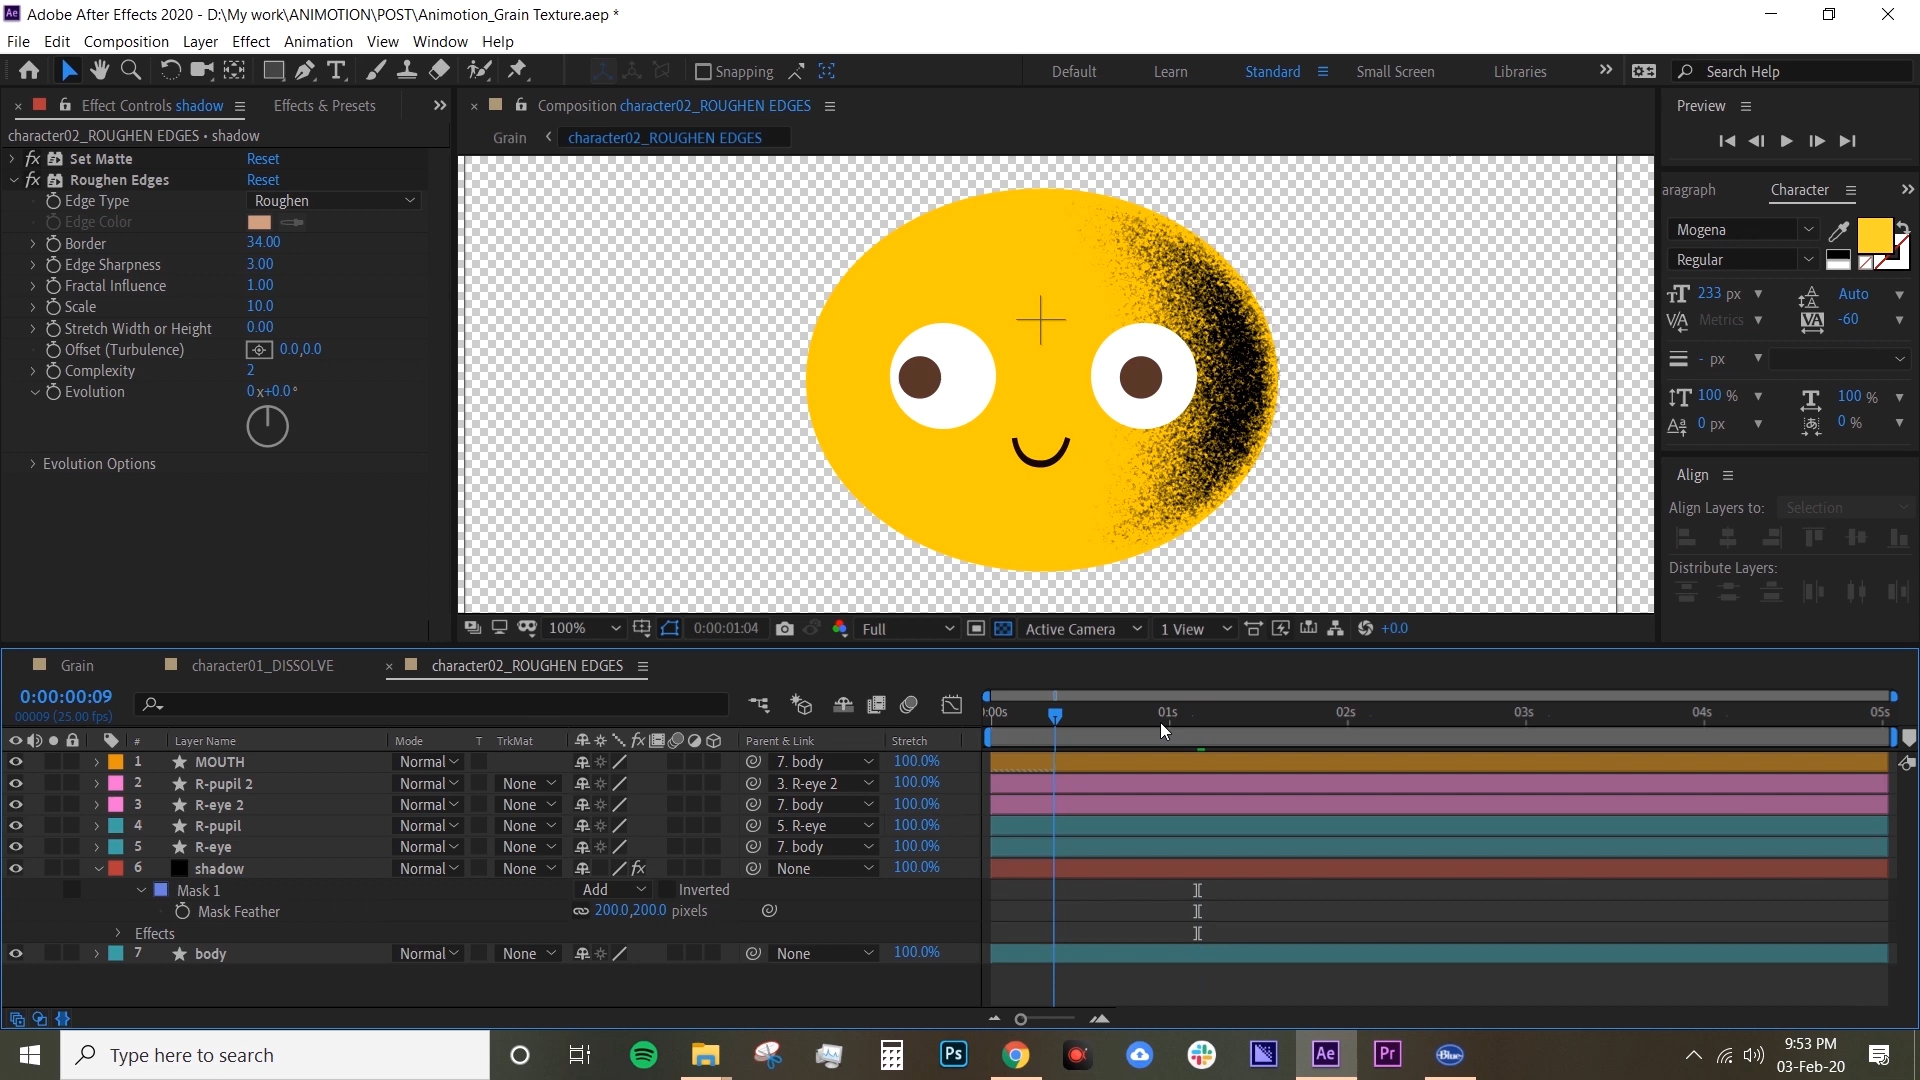 Adobe After Effects 2020 - D:\My work\ANIMOTION\POST\Animotion_Grain Texture.aep *
File Edit Composition Layer Effect Animation View Window Help
Snapping Default Learn Standard Small Screen Libraries Search Help
Effect Controls shadow Effects & Presets
character02_ROUGHEN EDGES • shadow
fx Set Matte Reset
fx Roughen Edges Reset
Edge Type Roughen
Edge Color
Border 34.00
Edge Sharpness 3.00
Fractal Influence 1.00
Scale 10.0
Stretch Width or Height 0.00
Offset (Turbulence) 0.0,0.0
Complexity 2
Evolution 0x+0.0°
Evolution Options
Composition character02_ROUGHEN EDGES
Grain character02_ROUGHEN EDGES
100% 0:00:01:04 Full Active Camera 1 View +0.0
Preview
aragraph Character
Mogena
Regular
233 px Auto
Metrics -60
- px
100 % 100 %
0 px 0 %
Align
Align Layers to: Selection
Distribute Layers:
Grain character01_DISSOLVE character02_ROUGHEN EDGES
0:00:00:09
00009 (25.00 fps)
):00s 01s 02s 03s 04s 05s
# Layer Name Mode T TrkMat fx Parent & Link Stretch
1 MOUTH Normal 7. body 100.0%
2 R-pupil 2 Normal None 3. R-eye 2 100.0%
3 R-eye 2 Normal None 7. body 100.0%
4 R-pupil Normal None 5. R-eye 100.0%
5 R-eye Normal None 7. body 100.0%
6 shadow Normal None fx None 100.0%
Mask 1 Add Inverted
Mask Feather 200.0,200.0 pixels
Effects
7 body Normal None None 100.0%
Type here to search
Ps Ae Pr Blue
9:53 PM
03-Feb-20